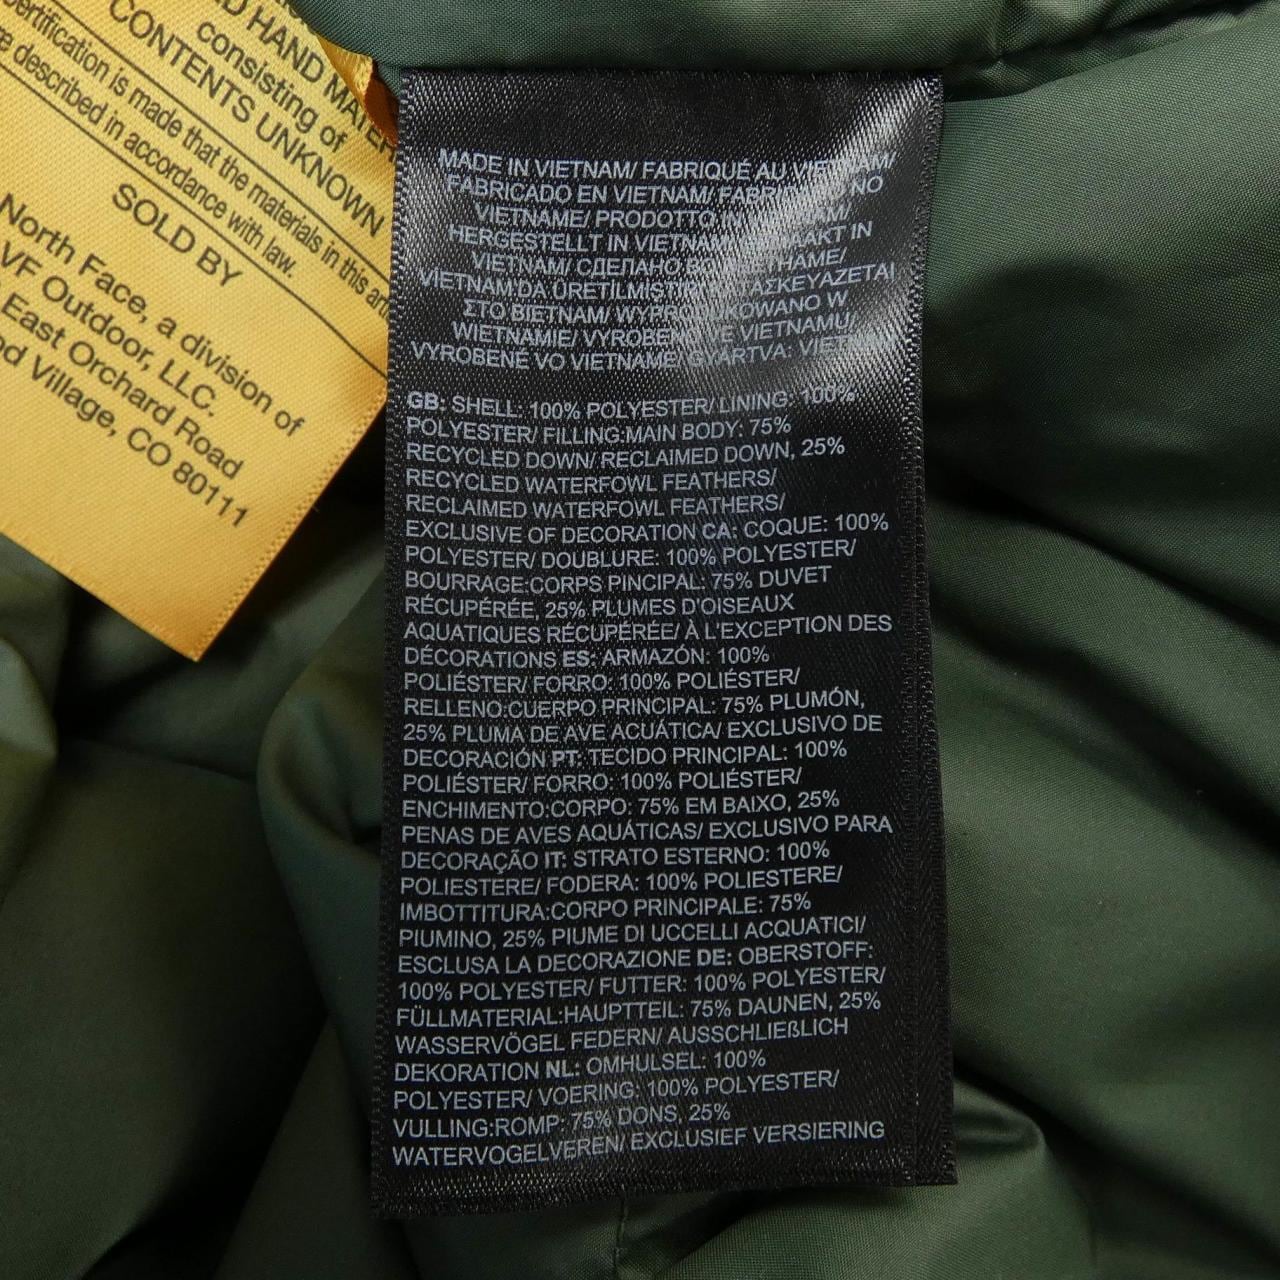 D HAND MATER
consisting of
CONTENTS UNKNOWN
ertification is made that the materials in this arti
re described in accordance with law.
SOLD BY
North Face, a division of
VF Outdoor, LLC.
East Orchard Road
od Village, CO 80111
MADE IN VIETNAM/ FABRIQUÉ AU VIETNAM/
FABRICADO EN VIETNAM/ NO
VIETNAME/ PRODOTTO IN VIETNAM/
HERGESTELLT IN VIETNAM/ GEMAAKT IN
VIETNAM/ СДЕЛАНО ВО
VIETNAM'DA ÜRETILMISTIR/
ΣΤΟ ΒΙΕΤΝΑΜ/ WYPRODUKOWANO W
WIETNAMIE/ VYROBENO VE VIETNAMU/
VYROBENÉ VO VIETNAME/ GYÁRTVA: VIETNAM
GB: SHELL: 100% POLYESTER/ LINING: 100%
POLYESTER/ FILLING:MAIN BODY: 75%
RECYCLED DOWN/ RECLAIMED DOWN, 25%
RECYCLED WATERFOWL FEATHERS/
RECLAIMED WATERFOWL FEATHERS/
EXCLUSIVE OF DECORATION CA: COQUE: 100%
POLYESTER/ DOUBLURE: 100% POLYESTER/
BOURRAGE:CORPS PINCIPAL: 75% DUVET
RÉCUPÉRÉE, 25% PLUMES D'OISEAUX
AQUATIQUES RÉCUPÉRÉE/ À L'EXCEPTION DES
DÉCORATIONS ES: ARMAZÓN: 100%
POLIÉSTER/ FORRO: 100% POLIÉSTER/
RELLENO:CUERPO PRINCIPAL: 75% PLUMÓN,
25% PLUMA DE AVE ACUÁTICA/ EXCLUSIVO DE
DECORACIÓN PT: TECIDO PRINCIPAL: 100%
POLIÉSTER/ FORRO: 100% POLIÉSTER/
ENCHIMENTO:CORPO: 75% EM BAIXO, 25%
PENAS DE AVES AQUÁTICAS/ EXCLUSIVO PARA
DECORAÇÃO IT: STRATO ESTERNO: 100%
POLIESTERE/ FODERA: 100% POLIESTERE/
IMBOTTITURA:CORPO PRINCIPALE: 75%
PIUMINO, 25% PIUME DI UCCELLI ACQUATICI/
ESCLUSA LA DECORAZIONE DE: OBERSTOFF:
100% POLYESTER/ FUTTER: 100% POLYESTER/
FÜLLMATERIAL:HAUPTTEIL: 75% DAUNEN, 25%
WASSERVÖGEL FEDERN/ AUSSCHLIEßLICH
DEKORATION NL: OMHULSEL: 100%
POLYESTER/ VOERING: 100% POLYESTER/
VULLING:ROMP: 75% DONS, 25%
WATERVOGELVEREN/ EXCLUSIEF VERSIERING